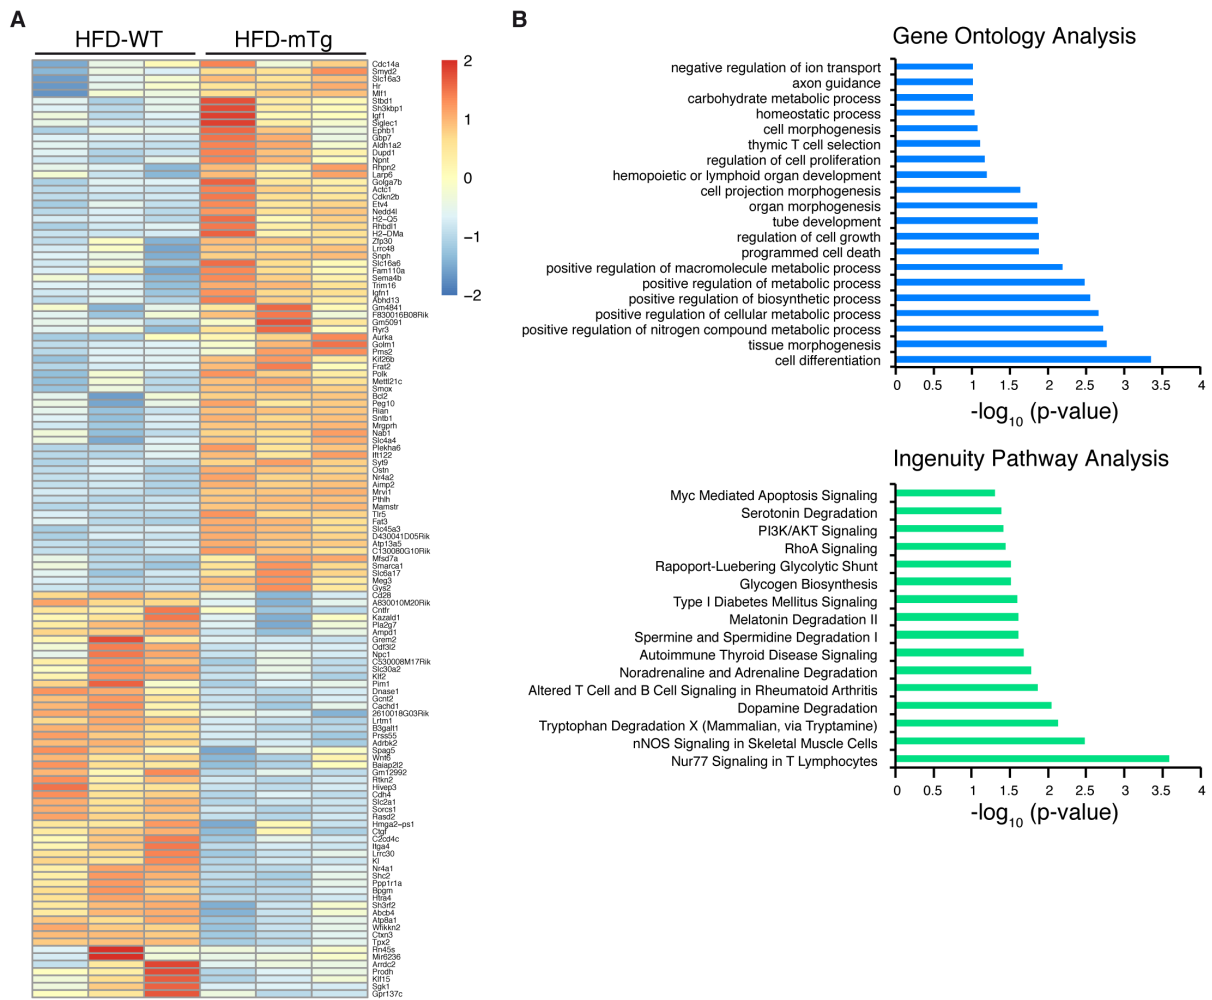 A
HFD-WT
HFD-mTg
Cdc14a
Smyd2
Slc16a3
Hr
Mlf1
Stbd1
Sh3kbp1
Igf1
Siglec1
Ephb1
Gbp7
Aldh1a2
Dupd1
Npnt
Rhpn2
Larp6
Golga7b
Actc1
Cdkn2b
Etv4
Nedd4l
H2−Q5
Rhbdl1
H2−DMa
Zfp30
Lrrc48
Snph
Slc16a6
Fam110a
Sema4b
Trim16
Igfn1
Abhd13
Gm4841
F830016B08Rik
Gm5091
Ryr3
Aurka
Golm1
Pms2
Kif26b
Frat2
Polk
Mettl21c
Smox
Bcl2
Peg10
Rian
Sntb1
Mrgprh
Nab1
Slc4a4
Plekha6
Ift122
Syt9
Ostn
Nr4a2
Aimp2
Mrvi1
Pthlh
Mamstr
Tlr5
Fat3
Slc45a3
D430041D05Rik
Atp13a5
C130080G10Rik
Mfsd7a
Smarca1
Slc6a17
Meg3
Gys2
Cd28
A830010M20Rik
Cntfr
Kazald1
Pla2g7
Ampd1
Grem2
Odf3l2
Npc1
C530008M17Rik
Slc30a2
Klf2
Pim1
Dnase1
Gcnt2
Cachd1
2610018G03Rik
Lrtm1
B3galt1
Prss55
Adrbk2
Spag5
Wnt6
Baiap2l2
Gm12992
Rtkn2
Hivep3
Cdh4
Slc2a1
Sorcs1
Rasd2
Hmga2−ps1
Ctgf
C2cd4c
Itga4
Lrrc30
Kl
Nr4a1
Shc2
Ppp1r1a
Bpgm
Htra4
Sh3rf2
Abcb4
Atp8a1
Wfikkn2
Ctxn3
Tpx2
Rn45s
Mir6236
Arrdc2
Prodh
Klf15
Sgk1
Gpr137c
2
1
0
−1
−2
B
Gene Ontology Analysis
negative regulation of ion transport
axon guidance
carbohydrate metabolic process
homeostatic process
cell morphogenesis
thymic T cell selection
regulation of cell proliferation
hemopoietic or lymphoid organ development
cell projection morphogenesis
organ morphogenesis
tube development
regulation of cell growth
programmed cell death
positive regulation of macromolecule metabolic process
positive regulation of metabolic process
positive regulation of biosynthetic process
positive regulation of cellular metabolic process
positive regulation of nitrogen compound metabolic process
tissue morphogenesis
cell differentiation
0 0.5 1 1.5 2 2.5 3 3.5 4
-log10 (p-value)
Ingenuity Pathway Analysis
Myc Mediated Apoptosis Signaling
Serotonin Degradation
PI3K/AKT Signaling
RhoA Signaling
Rapoport-Luebering Glycolytic Shunt
Glycogen Biosynthesis
Type I Diabetes Mellitus Signaling
Melatonin Degradation II
Spermine and Spermidine Degradation I
Autoimmune Thyroid Disease Signaling
Noradrenaline and Adrenaline Degradation
Altered T Cell and B Cell Signaling in Rheumatoid Arthritis
Dopamine Degradation
Tryptophan Degradation X (Mammalian, via Tryptamine)
nNOS Signaling in Skeletal Muscle Cells
Nur77 Signaling in T Lymphocytes
0 0.5 1 1.5 2 2.5 3 3.5 4
-log10 (p-value)